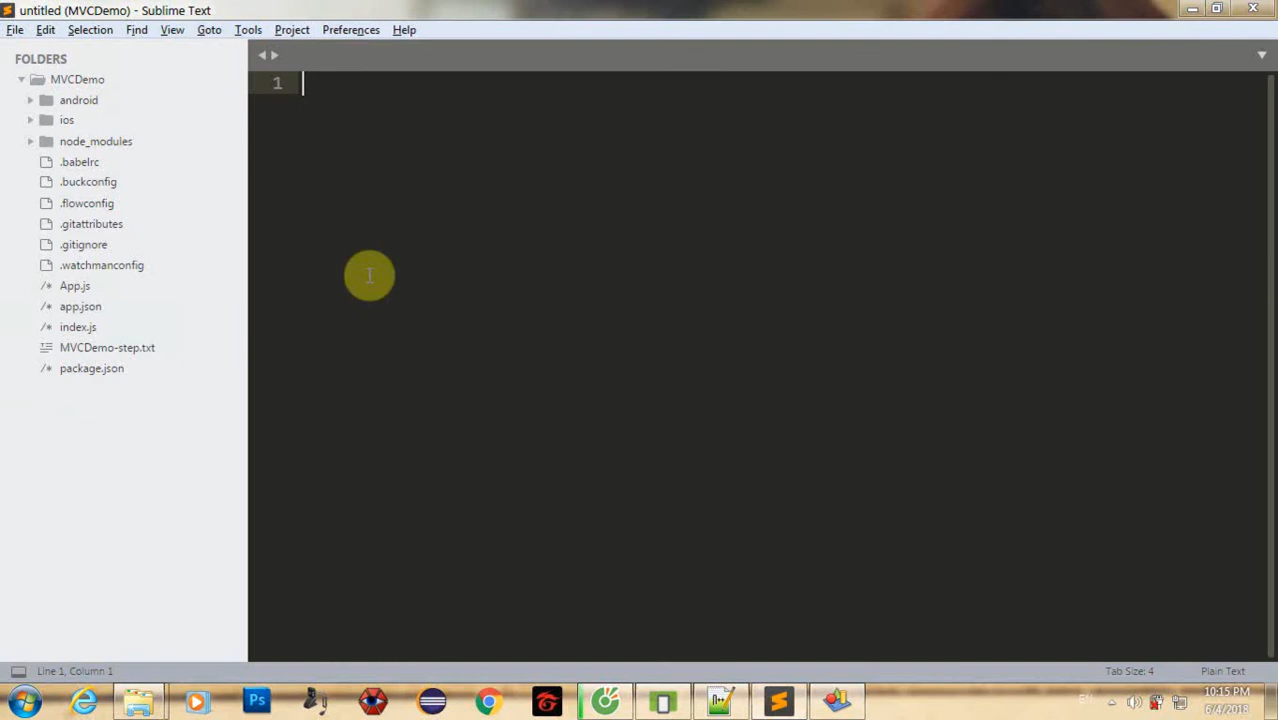 untitled (MVCDemo) - Sublime Text
File Edit Selection Find View Goto Tools Project Preferences Help
FOLDERS
MVCDemo
android
ios
node_modules
.babelrc
.buckconfig
.flowconfig
.gitattributes
.gitignore
.watchmanconfig
App.js
app.json
index.js
MVCDemo-step.txt
package.json
1
Line 1, Column 1
Tab Size: 4
Plain Text
Ps
EN
10:15 PM
6/4/2018